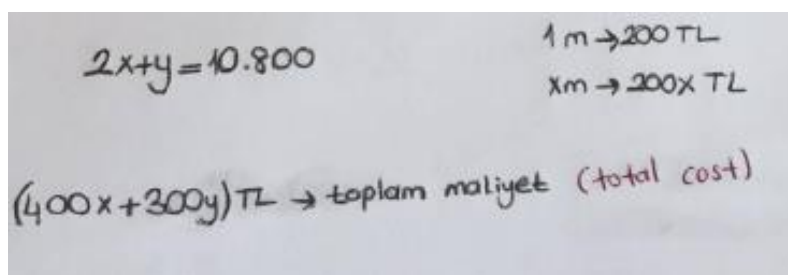 2x+y=10.800
1 m → 200 TL
xm → 200x TL
(400x+300y) TL → toplam maliyet (total cost)